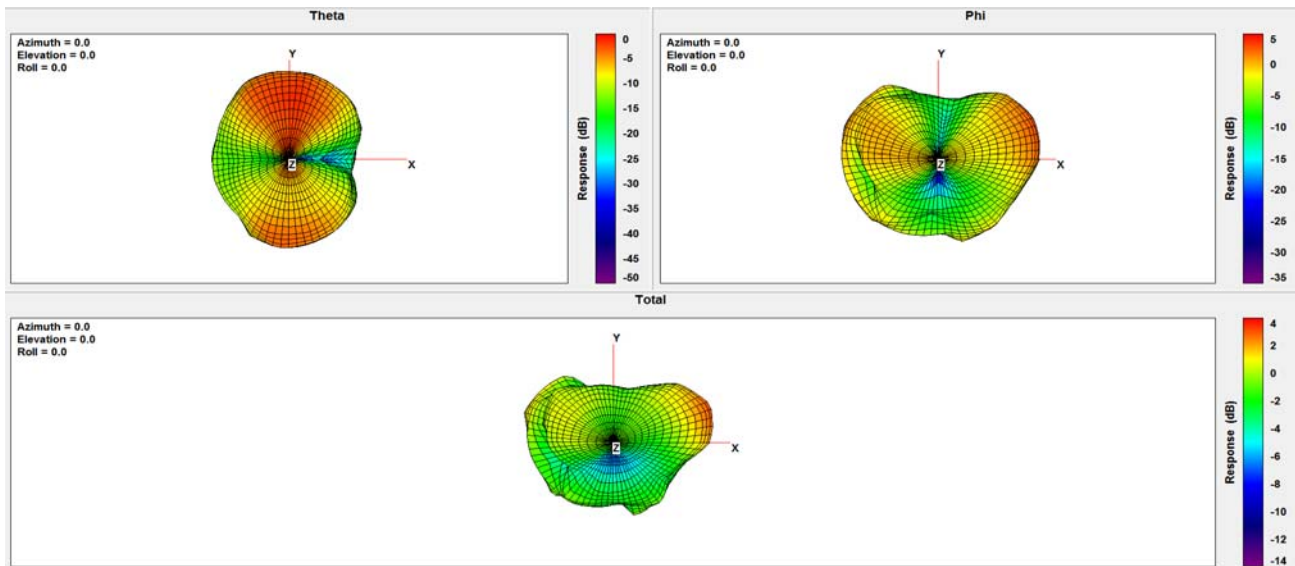 Theta
Azimuth = 0.0
Elevation = 0.0
Roll = 0.0
Y
X
Z
Response (dB)
0
-5
-10
-15
-20
-25
-30
-35
-40
-45
-50
Phi
Azimuth = 0.0
Elevation = 0.0
Roll = 0.0
Y
X
Z
Response (dB)
5
0
-5
-10
-15
-20
-25
-30
-35
Total
Azimuth = 0.0
Elevation = 0.0
Roll = 0.0
Y
X
Z
Response (dB)
4
2
0
-2
-4
-6
-8
-10
-12
-14